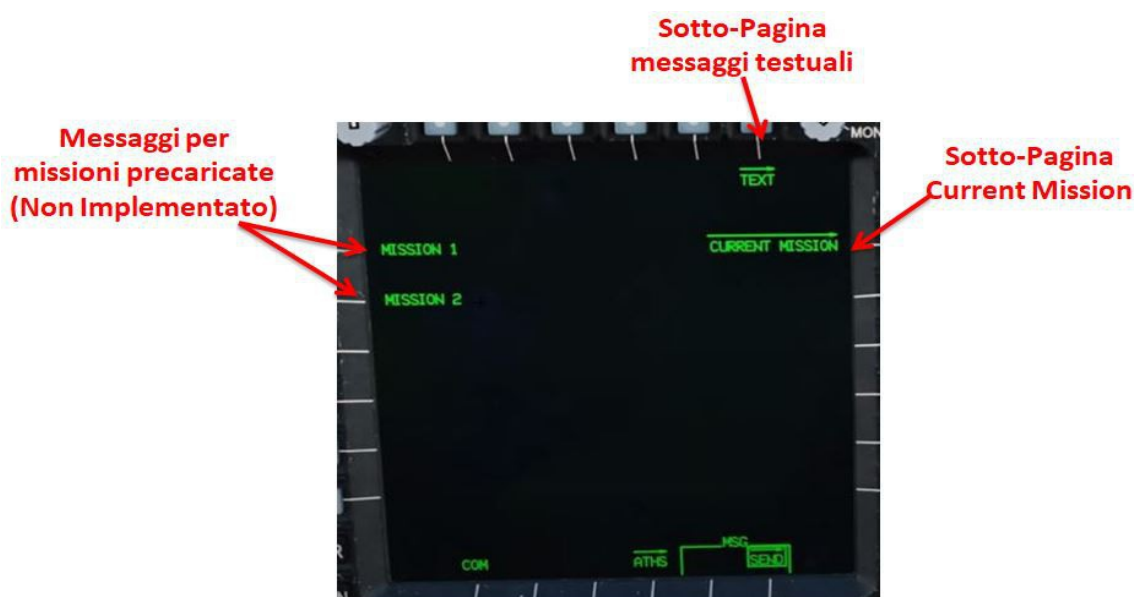 Sotto-Pagina
messaggi testuali
Messaggi per
missioni precaricate
(Non Implementato)
Sotto-Pagina
Current Mission
MON
TEXT
MISSION 1
CURRENT MISSION
MISSION 2
MSG
COM
ATHS
SEND
R